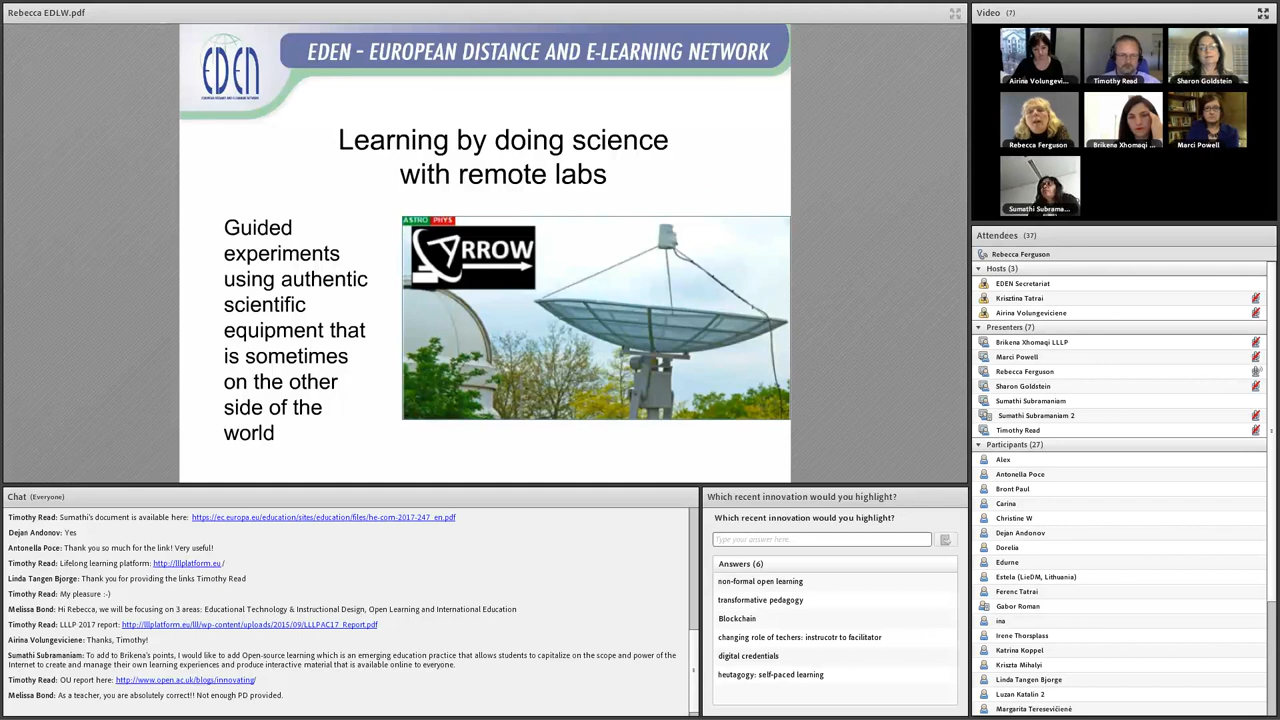 Rebecca EDLW.pdf
EDEN
EDEN - EUROPEAN DISTANCE AND E-LEARNING NETWORK
Learning by doing science
with remote labs
Guided
experiments
using authentic
scientific
equipment that
is sometimes
on the other
side of the
world
ASTRO PHYS
ARROW
Chat (Everyone)
Timothy Read: Sumathi's document is available here: https://ec.europa.eu/education/sites/education/files/he-com-2017-247_en.pdf
Dejan Andonov: Yes
Antonella Poce: Thank you so much for the link! Very useful!
Timothy Read: Lifelong learning platform: http://lllplatform.eu/
Linda Tangen Bjorge: Thank you for providing the links Timothy Read
Timothy Read: My pleasure :-)
Melissa Bond: Hi Rebecca, we will be focusing on 3 areas: Educational Technology & Instructional Design, Open Learning and International Education
Timothy Read: LLLP 2017 report: http://lllplatform.eu/lll/wp-content/uploads/2015/09/LLLPAC17_Report.pdf
Airina Volungeviciene: Thanks, Timothy!
Sumathi Subramaniam: To add to Brikena's points, I would like to add Open-source learning which is an emerging education practice that allows students to capitalize on the scope and power of the
Internet to create and manage their own learning experiences and produce interactive material that is available online to everyone.
Timothy Read: OU report here: http://www.open.ac.uk/blogs/innovating/
Melissa Bond: As a teacher, you are absolutely correct!! Not enough PD provided.
Which recent innovation would you highlight?
Which recent innovation would you highlight?
Type your answer here.
Answers (6)
non-formal open learning
transformative pedagogy
Blockchain
changing role of techers: instrucotr to facilitator
digital credentials
heutagogy: self-paced learning
Video (7)
Airina Volungevi...
Timothy Read
Sharon Goldstein
Rebecca Ferguson
Brikena Xhomaqi ...
Marci Powell
Sumathi Subrama...
Attendees (37)
Rebecca Ferguson
Hosts (3)
EDEN Secretariat
Krisztina Tatrai
Airina Volungeviciene
Presenters (7)
Brikena Xhomaqi LLLP
Marci Powell
Rebecca Ferguson
Sharon Goldstein
Sumathi Subramaniam
Sumathi Subramaniam 2
Timothy Read
Participants (27)
Alex
Antonella Poce
Bront Paul
Carina
Christine W
Dejan Andonov
Dorelia
Edurne
Estela (LieDM, Lithuania)
Ferenc Tatrai
Gabor Roman
ina
Irene Thorsplass
Katrina Koppel
Kriszta Mihalyi
Linda Tangen Bjorge
Luzan Katalin 2
Margarita Teresevičienė